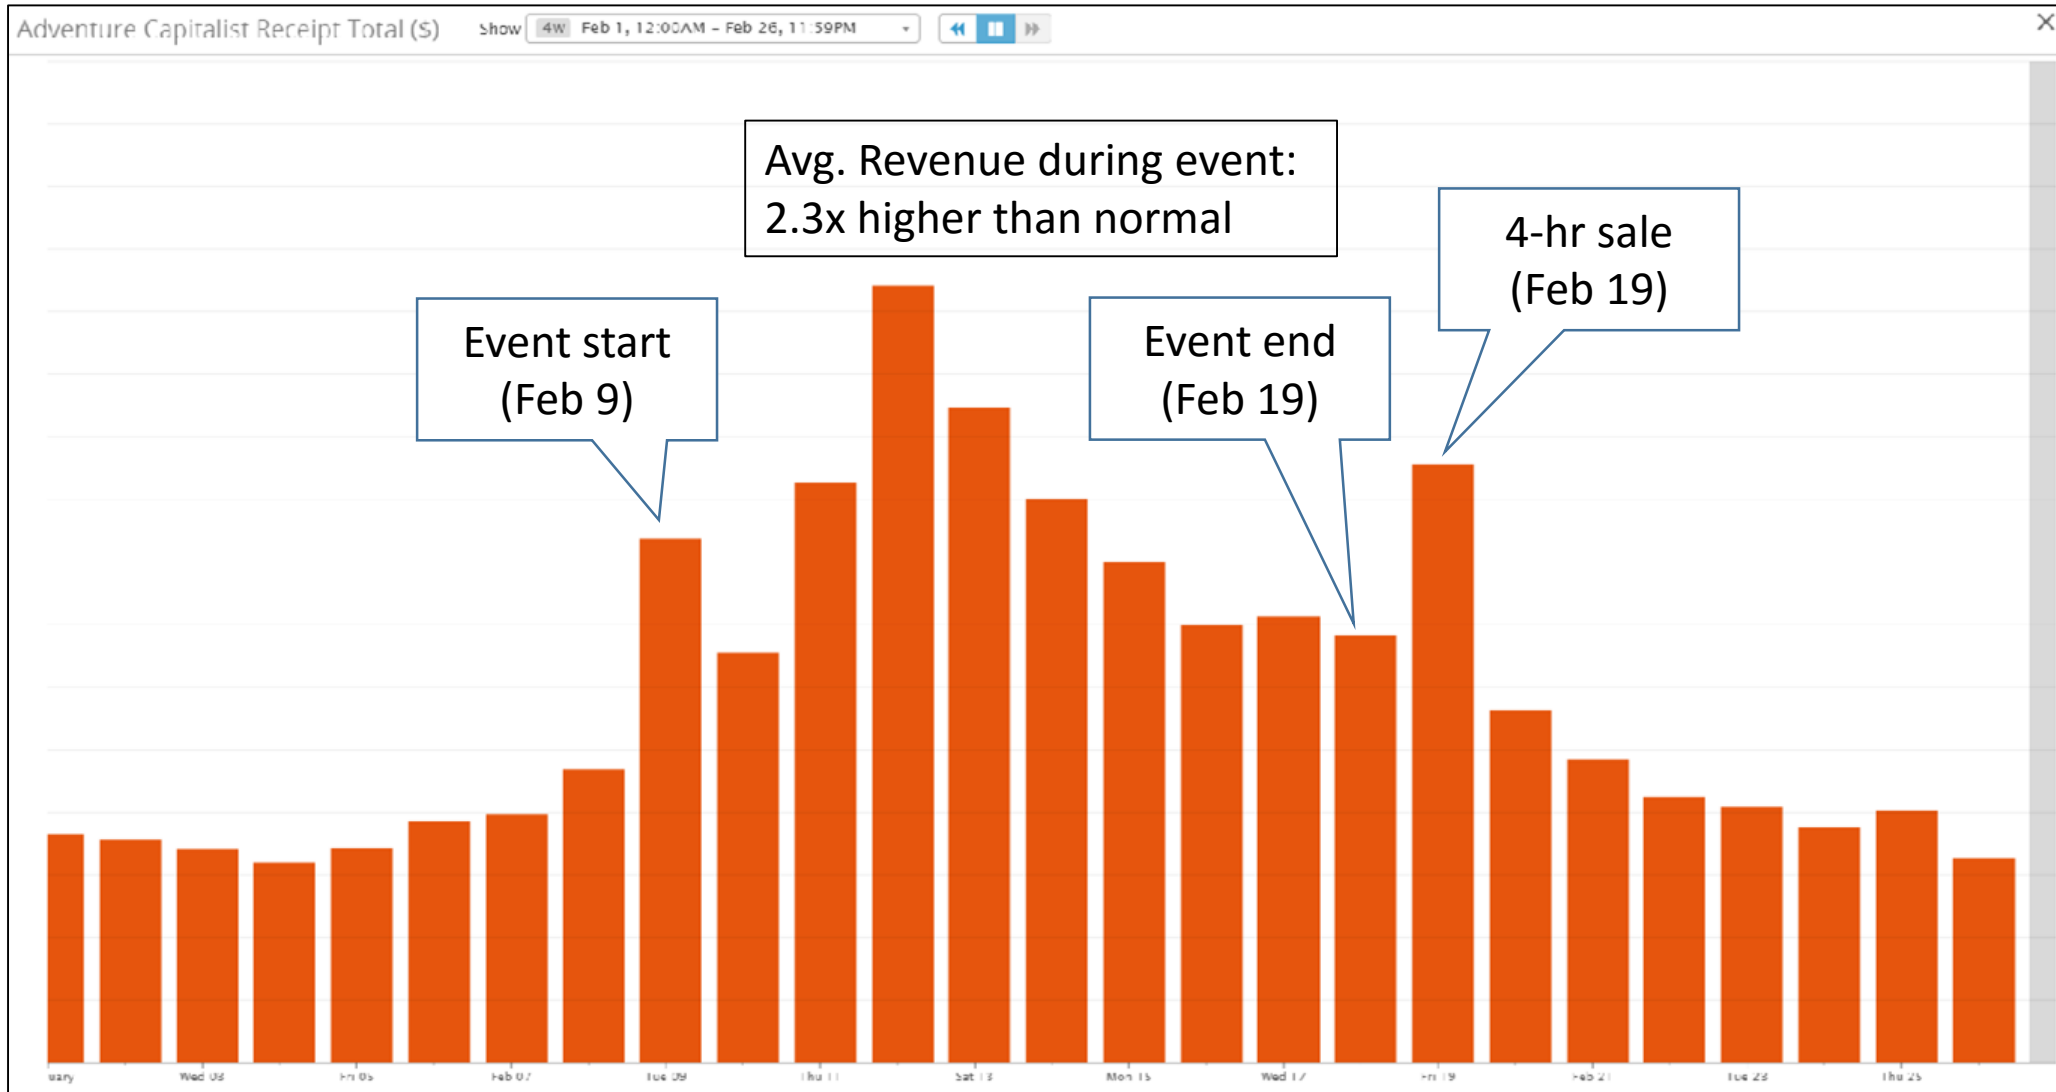 Adventure Capitalist Receipt Total ($)
Show 4w Feb 1, 12:00AM – Feb 26, 11:59PM
Avg. Revenue during event:
2.3x higher than normal
4-hr sale
(Feb 19)
Event start
(Feb 9)
Event end
(Feb 19)
uary Wed 03 Fri 05 Feb 07 Tue 09 Thu 11 Sat 13 Mon 15 Wed 17 Fri 19 Feb 21 Tue 23 Thu 25